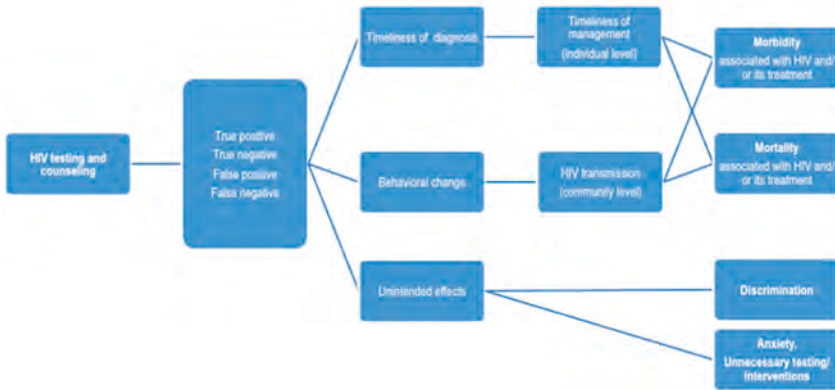 HIV testing and
counseling
True positive
True negative
False positive
False negative
Timeliness of diagnosis
Behavioral change
Unintended effects
Timeliness of
management
(individual level)
HIV transmission
(community level)
Morbidity
associated with HIV and/
or its treatment
Mortality
associated with HIV and/
or its treatment
Discrimination
Anxiety,
Unnecessary testing/
interventions